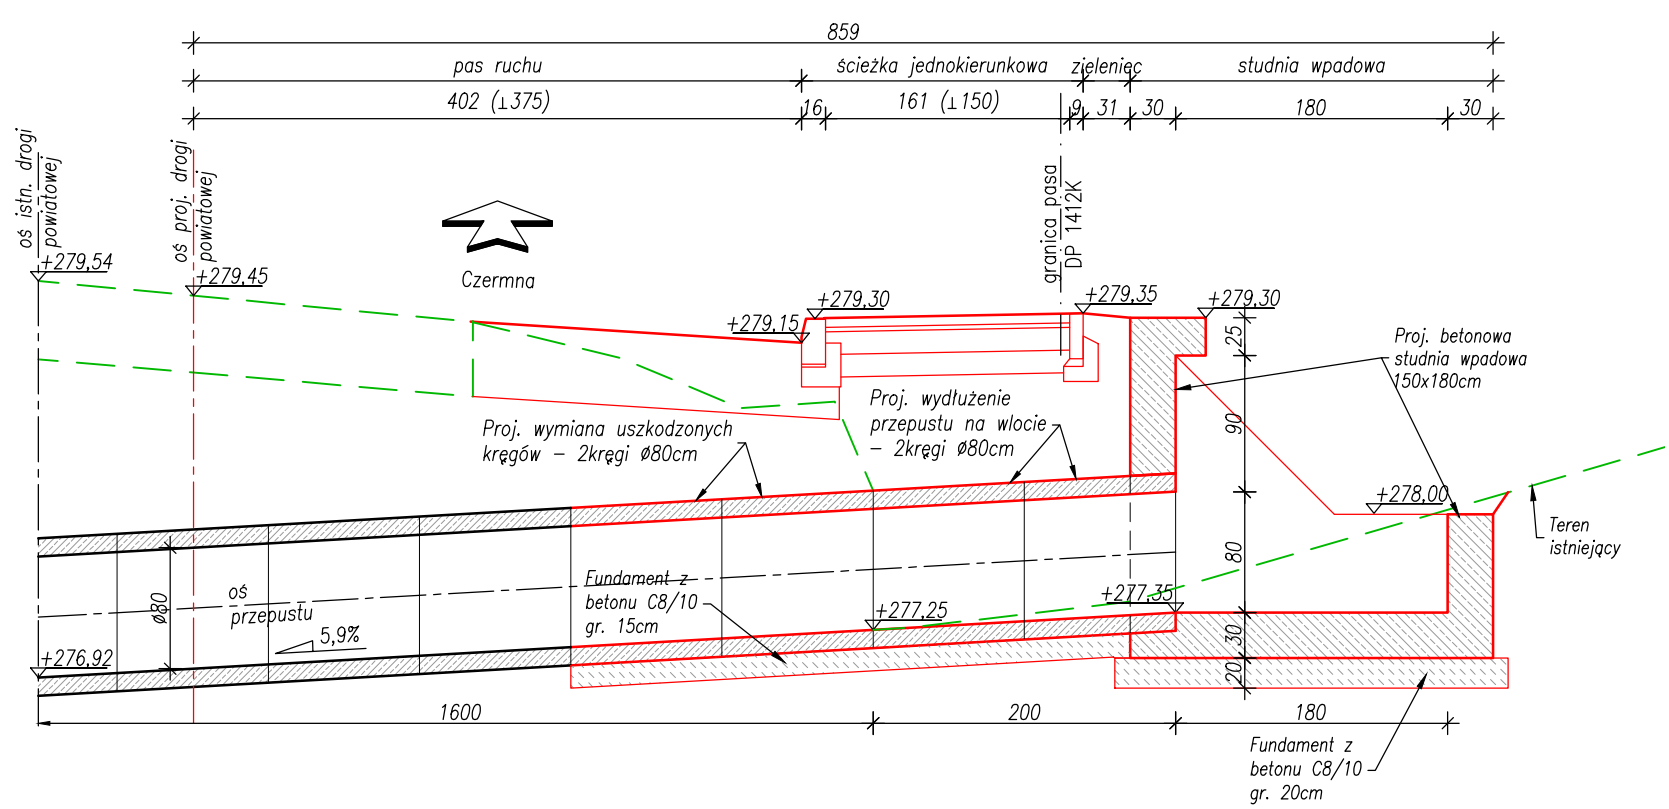 859
pas ruchu
ścieżka jednokierunkowa
zieleniec
studnia wpadowa
402 (⊥375)
16
161 (⊥150)
9
31
30
180
30
oś istn. drogi
powiatowej
oś proj. drogi
powiatowej
granica pasa
DP 1412K
+279,54
+279,45
Czermna
+279,15
+279,30
+279,35
+279,30
25
Proj. betonowa
studnia wpadowa
150x180cm
90
Proj. wymiana uszkodzonych
kręgów – 2kręgi Ø80cm
Proj. wydłużenie
przepustu na wlocie
– 2kręgi Ø80cm
+278,00
Teren
istniejący
80
Ø80
oś
przepustu
5,9%
Fundament z
betonu C8/10
gr. 15cm
+277,25
+277,35
+276,92
30
20
1600
200
180
Fundament z
betonu C8/10
gr. 20cm